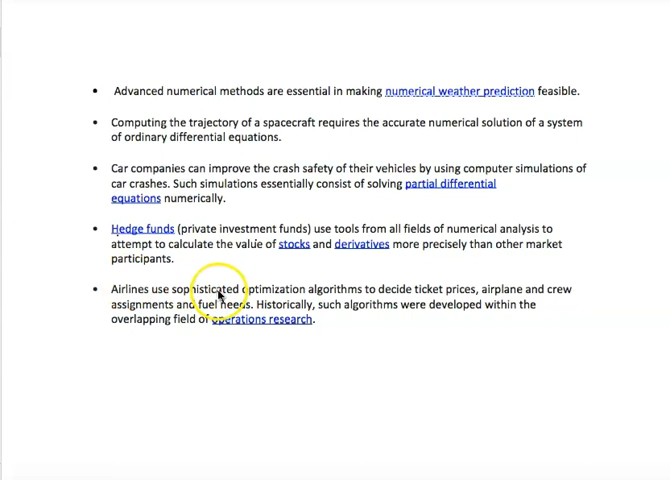 • Advanced numerical methods are essential in making numerical weather prediction feasible.
• Computing the trajectory of a spacecraft requires the accurate numerical solution of a system
of ordinary differential equations.
• Car companies can improve the crash safety of their vehicles by using computer simulations of
car crashes. Such simulations essentially consist of solving partial differential
equations numerically.
• Hedge funds (private investment funds) use tools from all fields of numerical analysis to
attempt to calculate the value of stocks and derivatives more precisely than other market
participants.
• Airlines use sophisticated optimization algorithms to decide ticket prices, airplane and crew
assignments and fuel needs. Historically, such algorithms were developed within the
overlapping field of operations research.